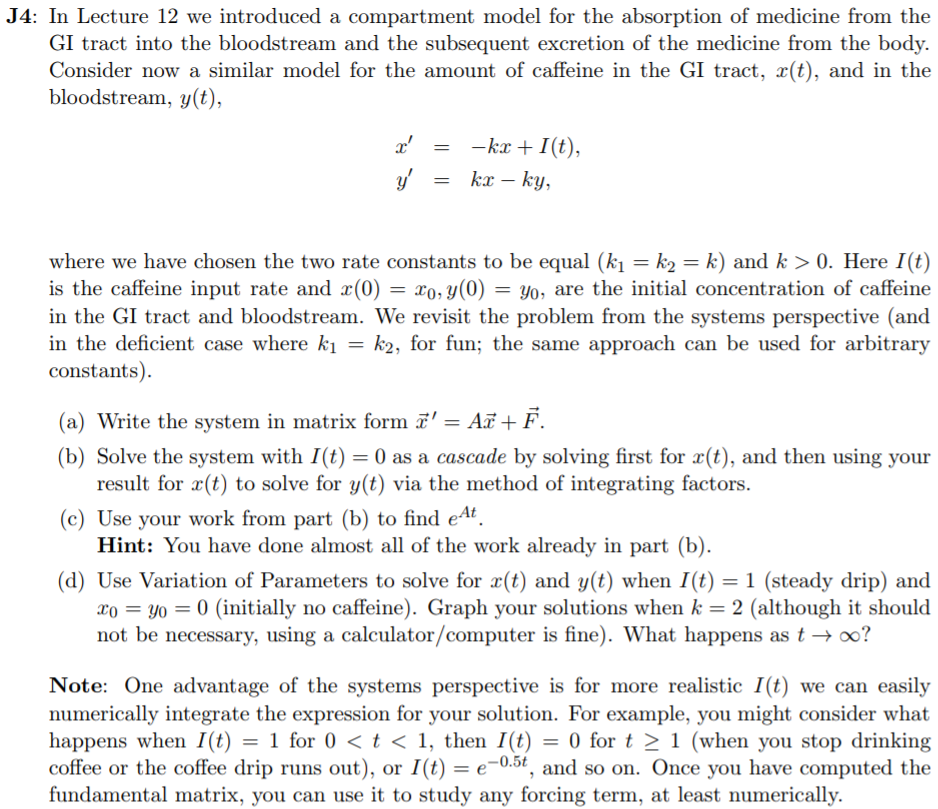 J4: In Lecture 12 we introduced a compartment model for the absorption of medicine from the
GI tract into the bloodstream and the subsequent excretion of the medicine from the body.
Consider now a similar model for the amount of caffeine in the GI tract, x(t), and in the
bloodstream, y(t),
x′ = −kx + I(t),
y′ = kx − ky,
where we have chosen the two rate constants to be equal (k₁ = k₂ = k) and k > 0. Here I(t)
is the caffeine input rate and x(0) = x₀, y(0) = y₀, are the initial concentration of caffeine
in the GI tract and bloodstream. We revisit the problem from the systems perspective (and
in the deficient case where k₁ = k₂, for fun; the same approach can be used for arbitrary
constants).
(a) Write the system in matrix form x⃗′ = Ax⃗ + F⃗.
(b) Solve the system with I(t) = 0 as a cascade by solving first for x(t), and then using your
result for x(t) to solve for y(t) via the method of integrating factors.
(c) Use your work from part (b) to find e^{At}.
Hint: You have done almost all of the work already in part (b).
(d) Use Variation of Parameters to solve for x(t) and y(t) when I(t) = 1 (steady drip) and
x₀ = y₀ = 0 (initially no caffeine). Graph your solutions when k = 2 (although it should
not be necessary, using a calculator/computer is fine). What happens as t → ∞?
Note: One advantage of the systems perspective is for more realistic I(t) we can easily
numerically integrate the expression for your solution. For example, you might consider what
happens when I(t) = 1 for 0 < t < 1, then I(t) = 0 for t ≥ 1 (when you stop drinking
coffee or the coffee drip runs out), or I(t) = e^{−0.5t}, and so on. Once you have computed the
fundamental matrix, you can use it to study any forcing term, at least numerically.